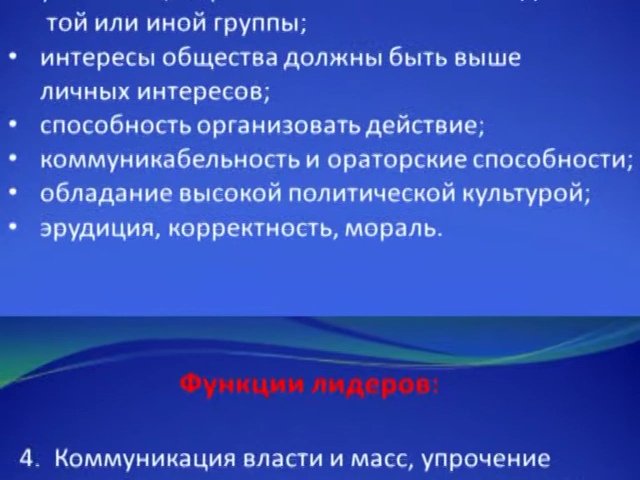 той или иной группы;
• интересы общества должны быть выше
личных интересов;
• способность организовать действие;
• коммуникабельность и ораторские способности;
• обладание высокой политической культурой;
• эрудиция, корректность, мораль.
Функции лидеров:
4. Коммуникация власти и масс, упрочение